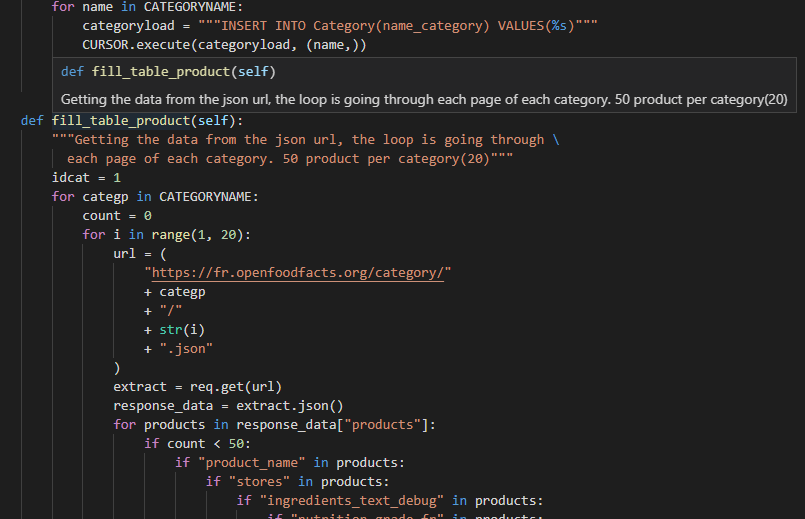 for name in CATEGORYNAME:
categoryload = """INSERT INTO Category(name_category) VALUES(%s)"""
CURSOR.execute(categoryload, (name,))
def fill_table_product(self)
Getting the data from the json url, the loop is going through each page of each category. 50 product per category(20)
def fill_table_product(self):
"""Getting the data from the json url, the loop is going through \
each page of each category. 50 product per category(20)"""
idcat = 1
for categp in CATEGORYNAME:
count = 0
for i in range(1, 20):
url = (
"https://fr.openfoodfacts.org/category/"
+ categp
+ "/"
+ str(i)
+ ".json"
)
extract = req.get(url)
response_data = extract.json()
for products in response_data["products"]:
if count < 50:
if "product_name" in products:
if "stores" in products:
if "ingredients_text_debug" in products:
if "nutrition_grade_fr" in products: